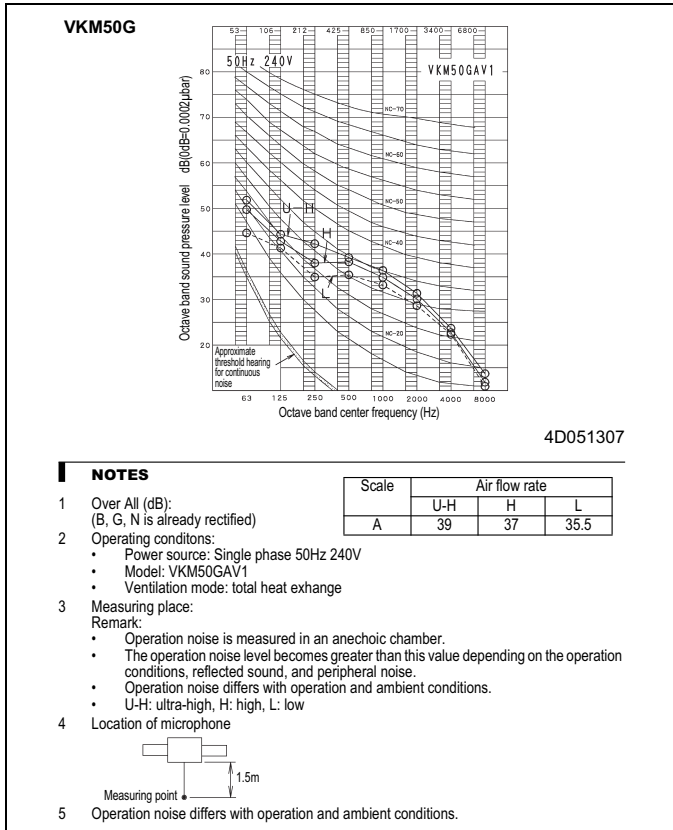 VKM50G
53 106 212 425 850 1700 3400 6800
50Hz 240V
VKM50GAV1
80
70
60
50
40
30
20
Octave band sound pressure level dB(0dB=0.0002µbar)
NC-70
NC-60
NC-50
NC-40
NC-20
U-H
H
L
Approximate
threshold hearing
for continuous
noise
63 125 250 500 1000 2000 4000 8000
Octave band center frequency (Hz)
4D051307
NOTES
1 Over All (dB):
(B, G, N is already rectified)
Scale Air flow rate
U-H H L
A 39 37 35.5
2 Operating conditons:
• Power source: Single phase 50Hz 240V
• Model: VKM50GAV1
• Ventilation mode: total heat exhange
3 Measuring place:
Remark:
• Operation noise is measured in an anechoic chamber.
• The operation noise level becomes greater than this value depending on the operation
conditions, reflected sound, and peripheral noise.
• Operation noise differs with operation and ambient conditions.
• U-H: ultra-high, H: high, L: low
4 Location of microphone
1.5m
Measuring point
5 Operation noise differs with operation and ambient conditions.